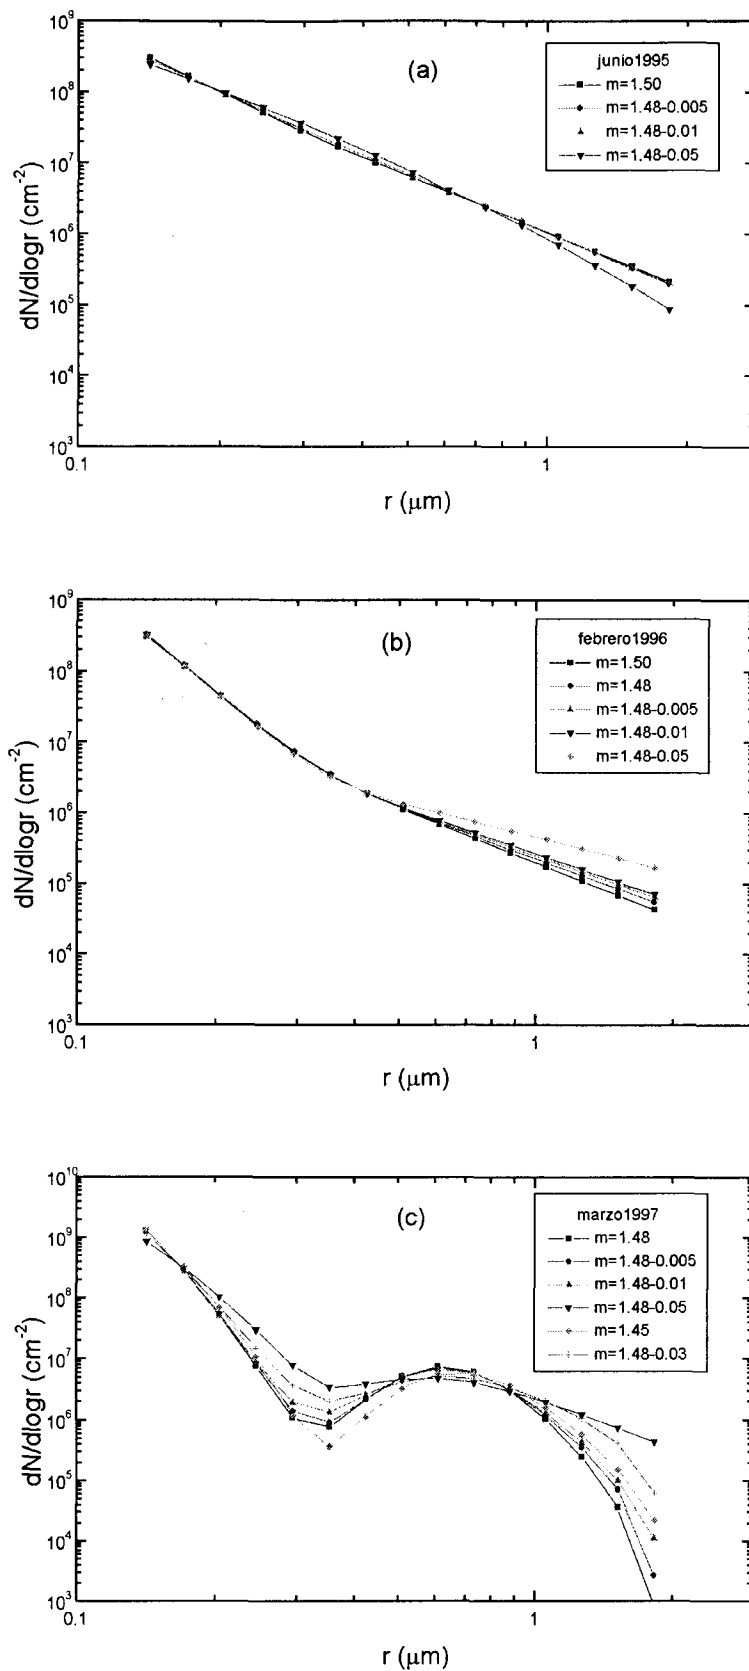 (a)
junio1995
m=1.50
m=1.48-0.005
m=1.48-0.01
m=1.48-0.05
10⁹
10⁸
10⁷
10⁶
10⁵
10⁴
10³
dN/dlogr (cm⁻²)
0.1
1
r (μm)
(b)
febrero1996
m=1.50
m=1.48
m=1.48-0.005
m=1.48-0.01
m=1.48-0.05
10⁹
10⁸
10⁷
10⁶
10⁵
10⁴
10³
dN/dlogr (cm⁻²)
0.1
1
r (μm)
(c)
marzo1997
m=1.48
m=1.48-0.005
m=1.48-0.01
m=1.48-0.05
m=1.45
m=1.48-0.03
10¹⁰
10⁹
10⁸
10⁷
10⁶
10⁵
10⁴
10³
dN/dlogr (cm⁻²)
0.1
1
r (μm)